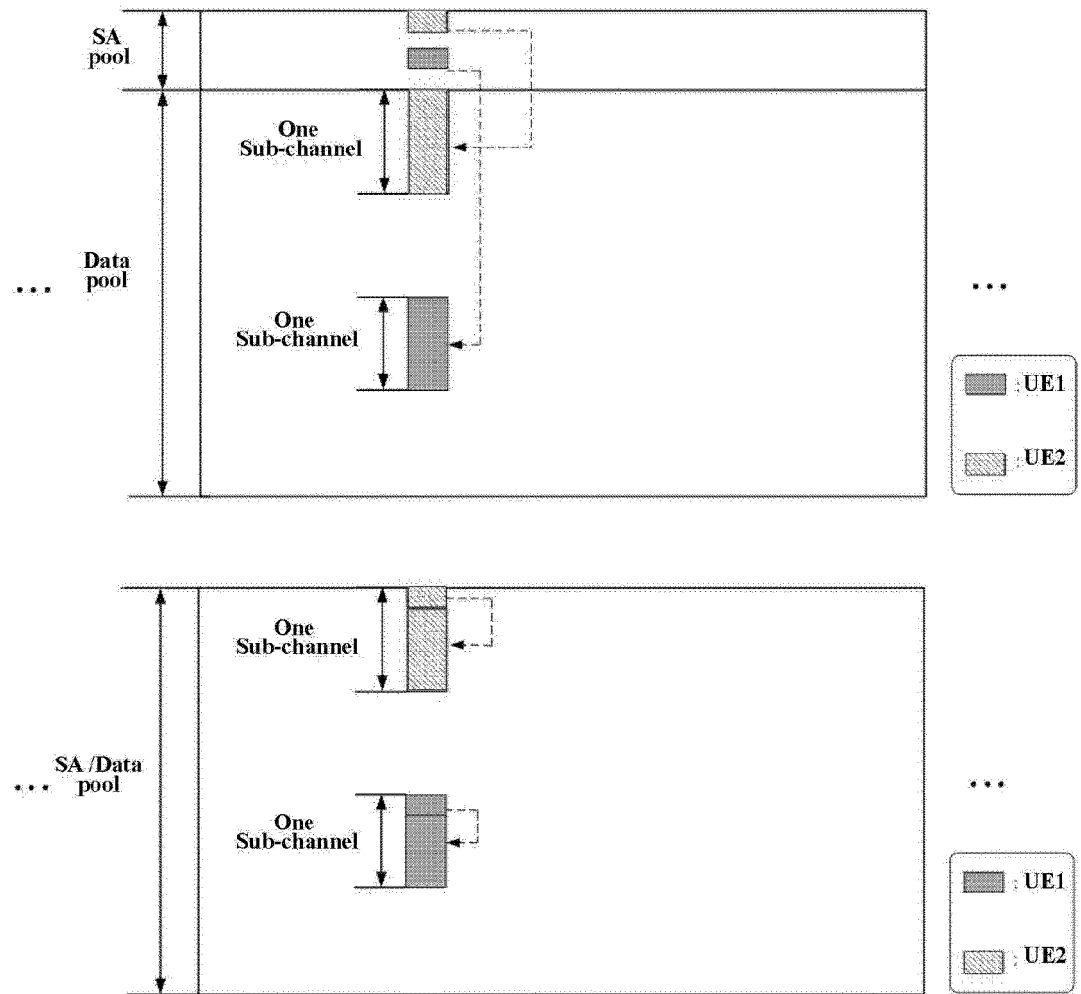 SA
pool
One
Sub-channel
Data
pool
...
...
One
Sub-channel
: UE1
: UE2
One
Sub-channel
SA /Data
pool
...
...
One
Sub-channel
: UE1
: UE2